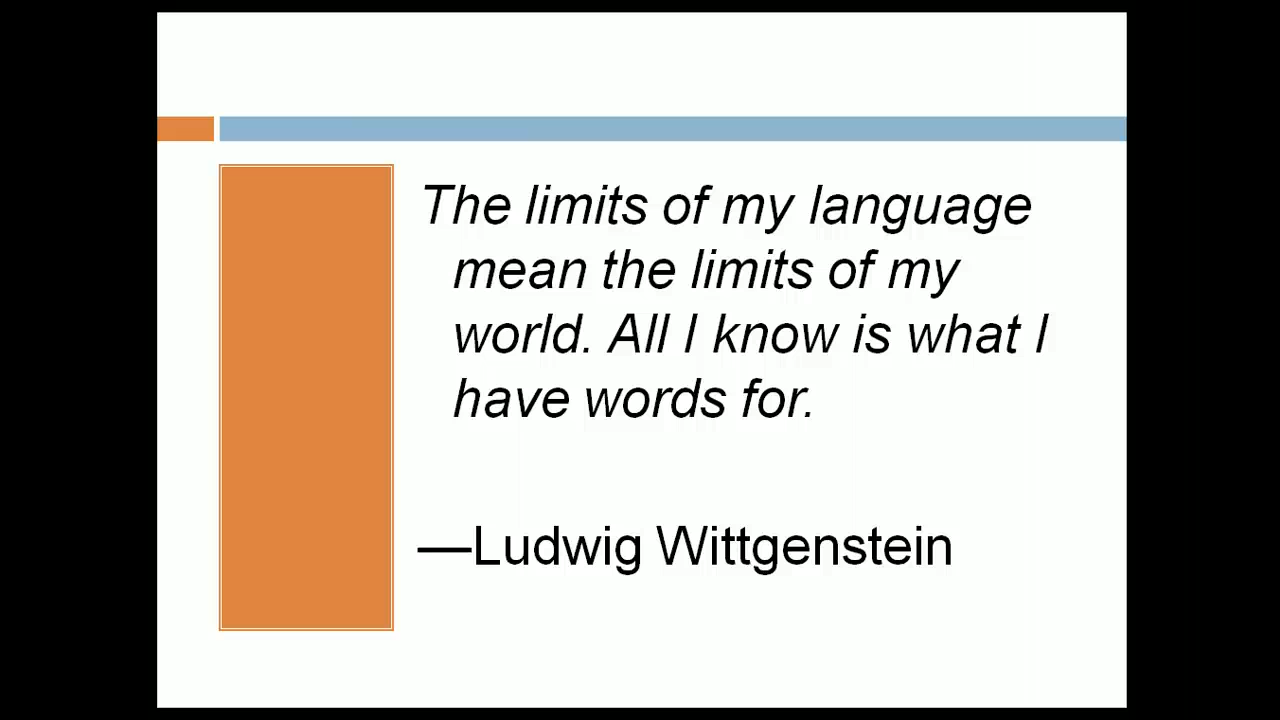 The limits of my language
mean the limits of my
world. All I know is what I
have words for.
—Ludwig Wittgenstein